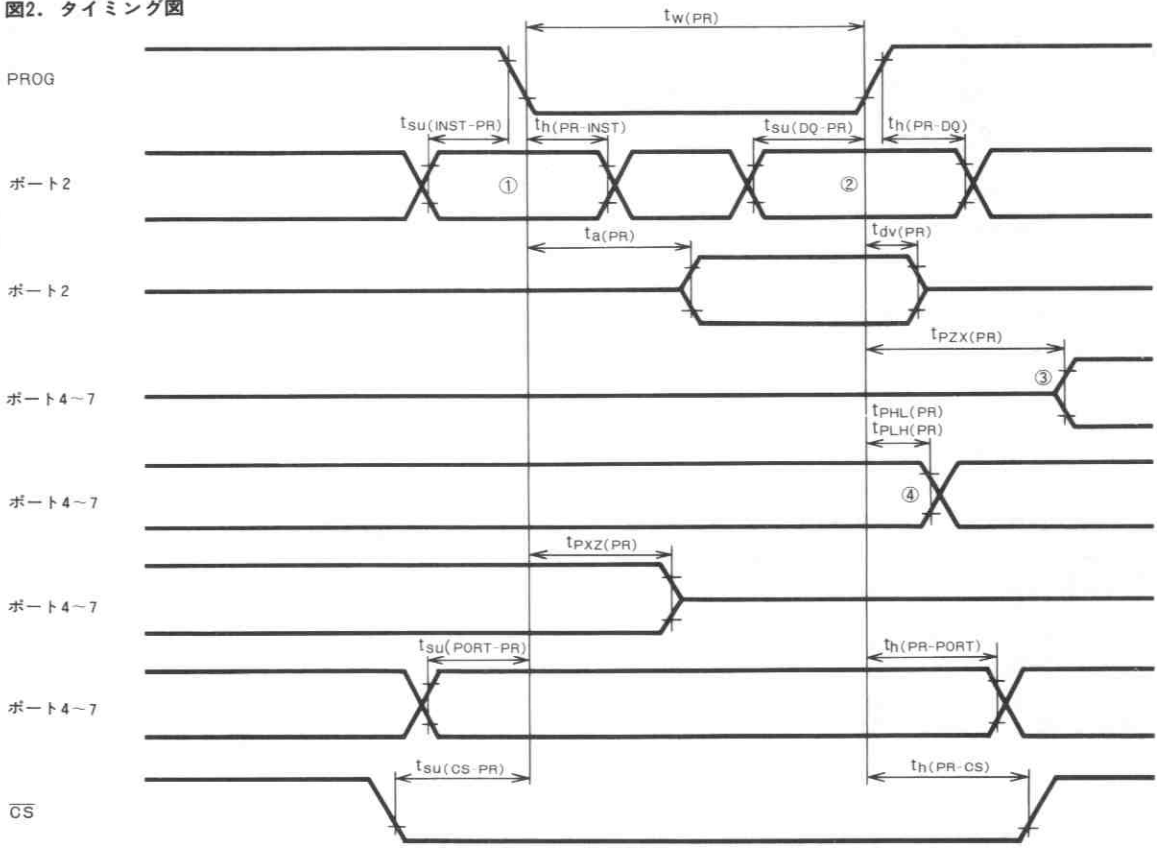 図2. タイミング図
tw(PR)
PROG
tsu(INST-PR)
th(PR-INST)
tsu(DQ-PR)
th(PR-DQ)
ポート2
①
②
ta(PR)
tdv(PR)
ポート2
tPZX(PR)
ポート4~7
③
tPHL(PR)
tPLH(PR)
ポート4~7
④
tPXZ(PR)
ポート4~7
tsu(PORT-PR)
th(PR-PORT)
ポート4~7
tsu(CS-PR)
th(PR-CS)
CS